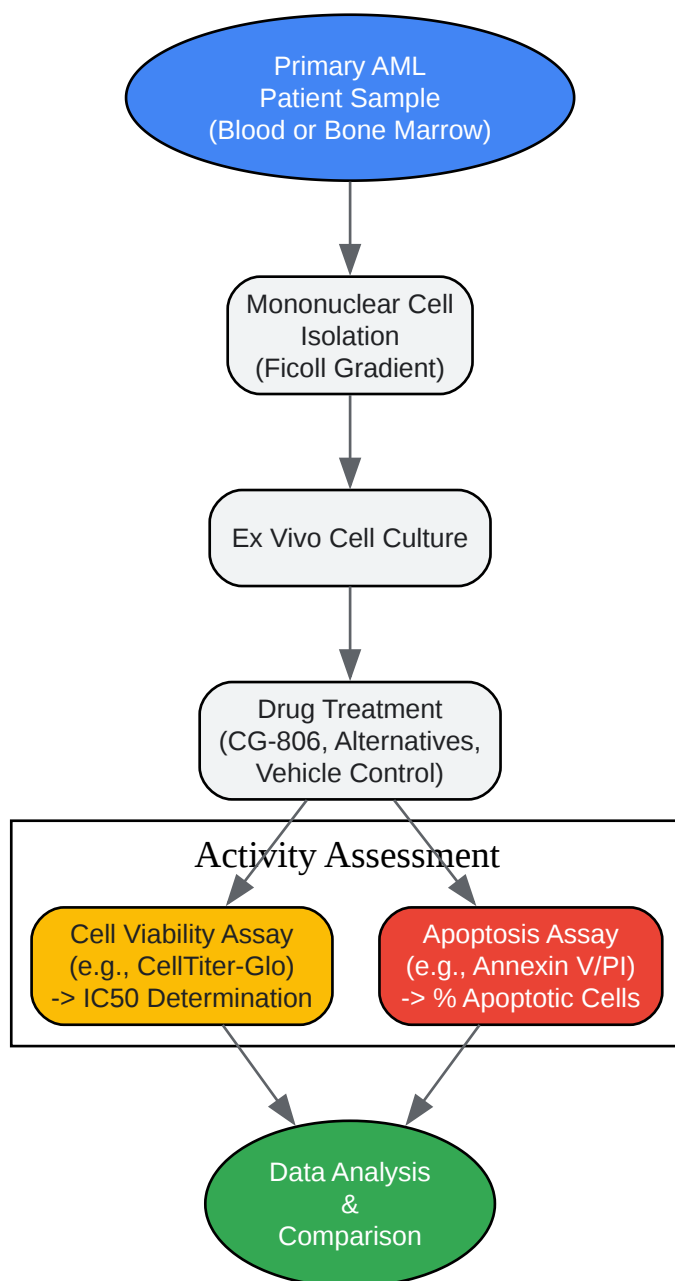 Primary AML
Patient Sample
(Blood or Bone Marrow)
Mononuclear Cell
Isolation
(Ficoll Gradient)
Ex Vivo Cell Culture
Drug Treatment
(CG-806, Alternatives,
Vehicle Control)
Activity Assessment
Cell Viability Assay
(e.g., CellTiter-Glo)
-> IC50 Determination
Apoptosis Assay
(e.g., Annexin V/PI)
-> % Apoptotic Cells
Data Analysis
&
Comparison